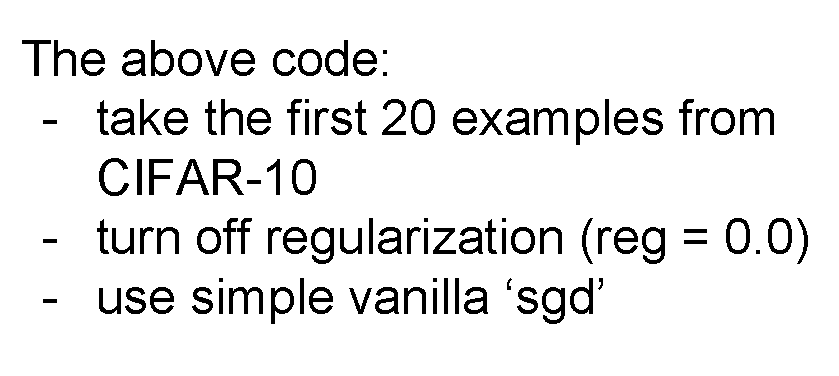 The above code:
- take the first 20 examples from
CIFAR-10
- turn off regularization (reg = 0.0)
- use simple vanilla ‘sgd’